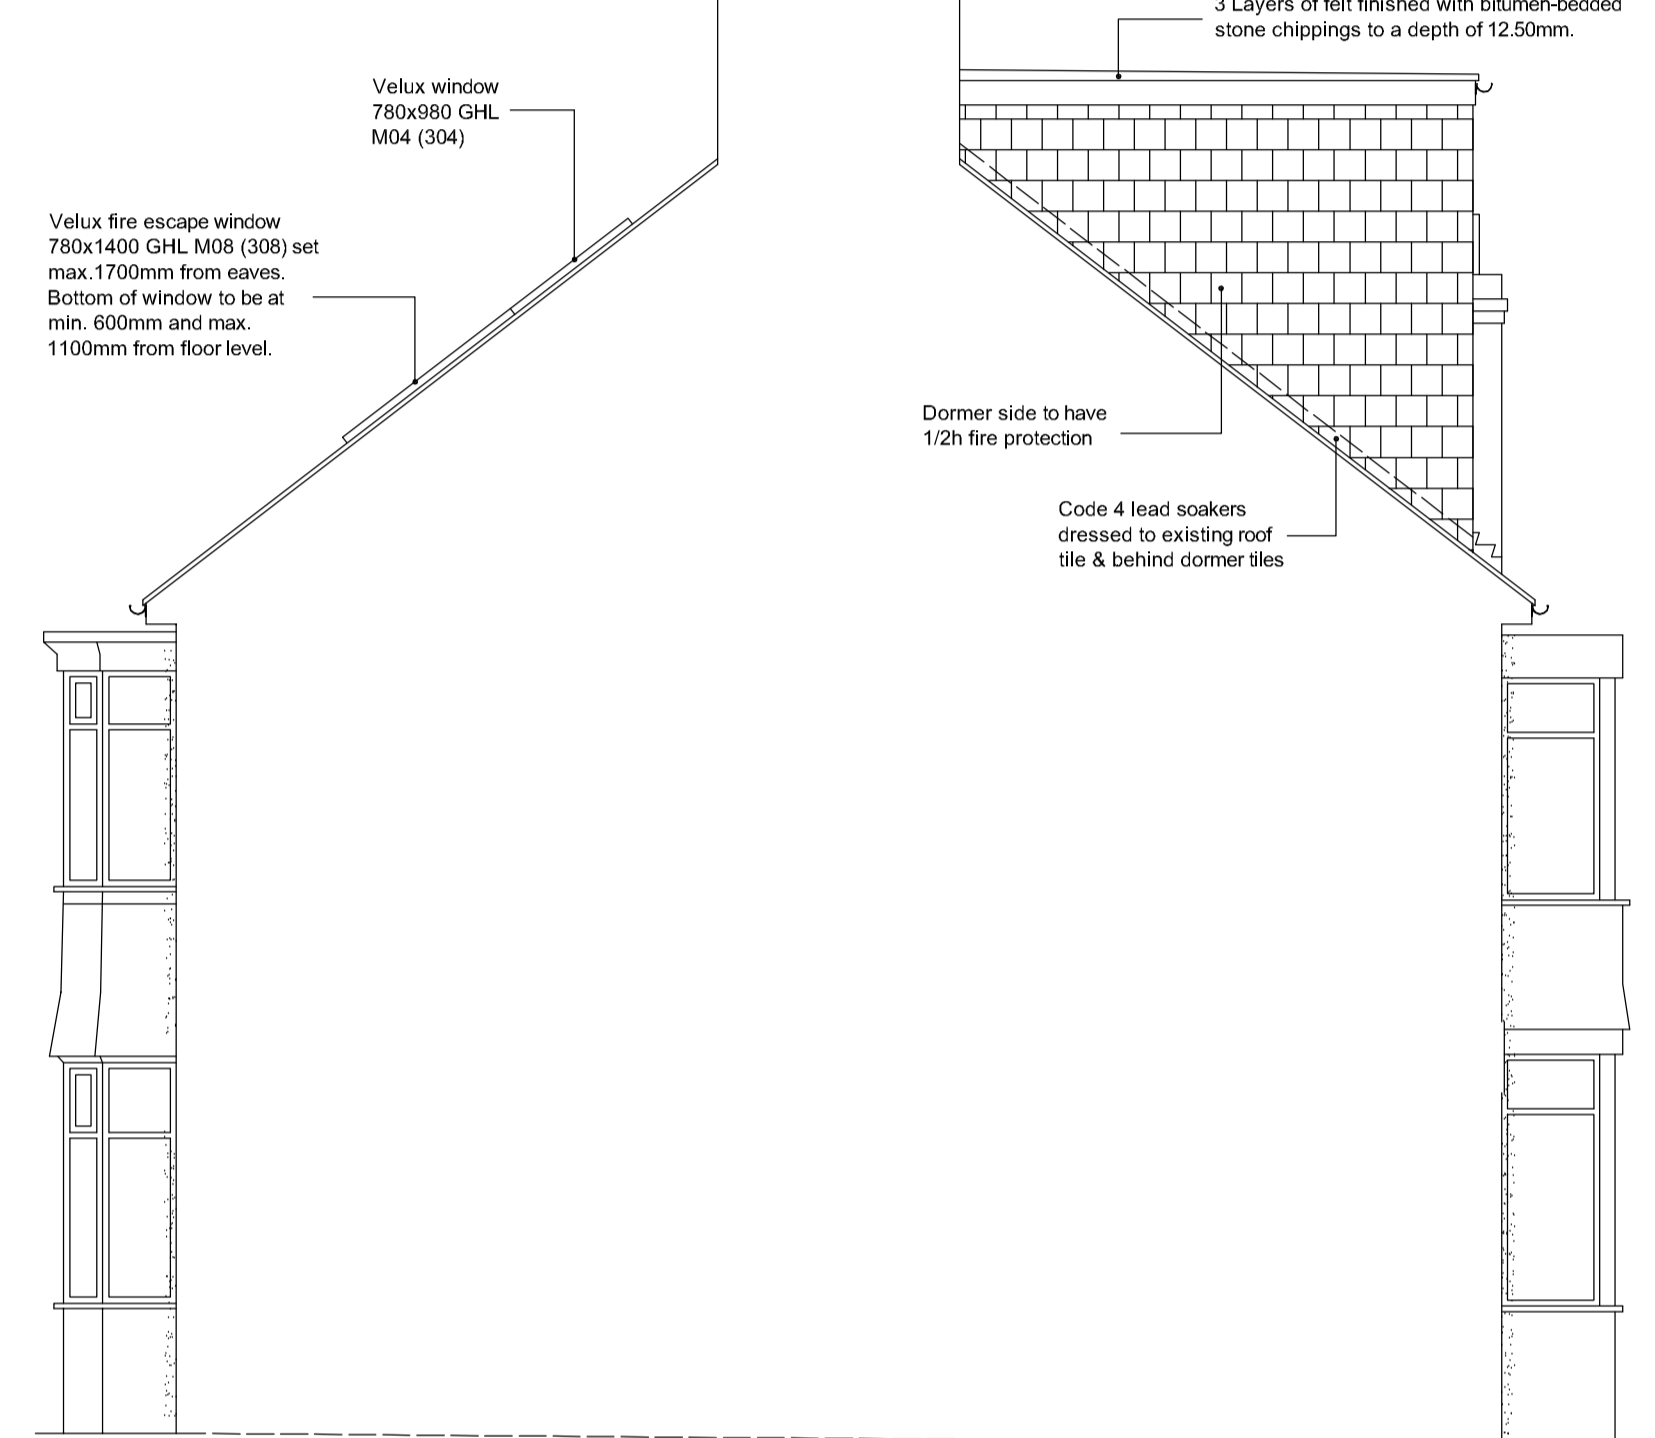 3 Layers of felt finished with bitumen-bedded
stone chippings to a depth of 12.50mm.
Velux window
780x980 GHL
M04 (304)
Velux fire escape window
780x1400 GHL M08 (308) set
max.1700mm from eaves.
Bottom of window to be at
min. 600mm and max.
1100mm from floor level.
Dormer side to have
1/2h fire protection
Code 4 lead soakers
dressed to existing roof
tile & behind dormer tiles